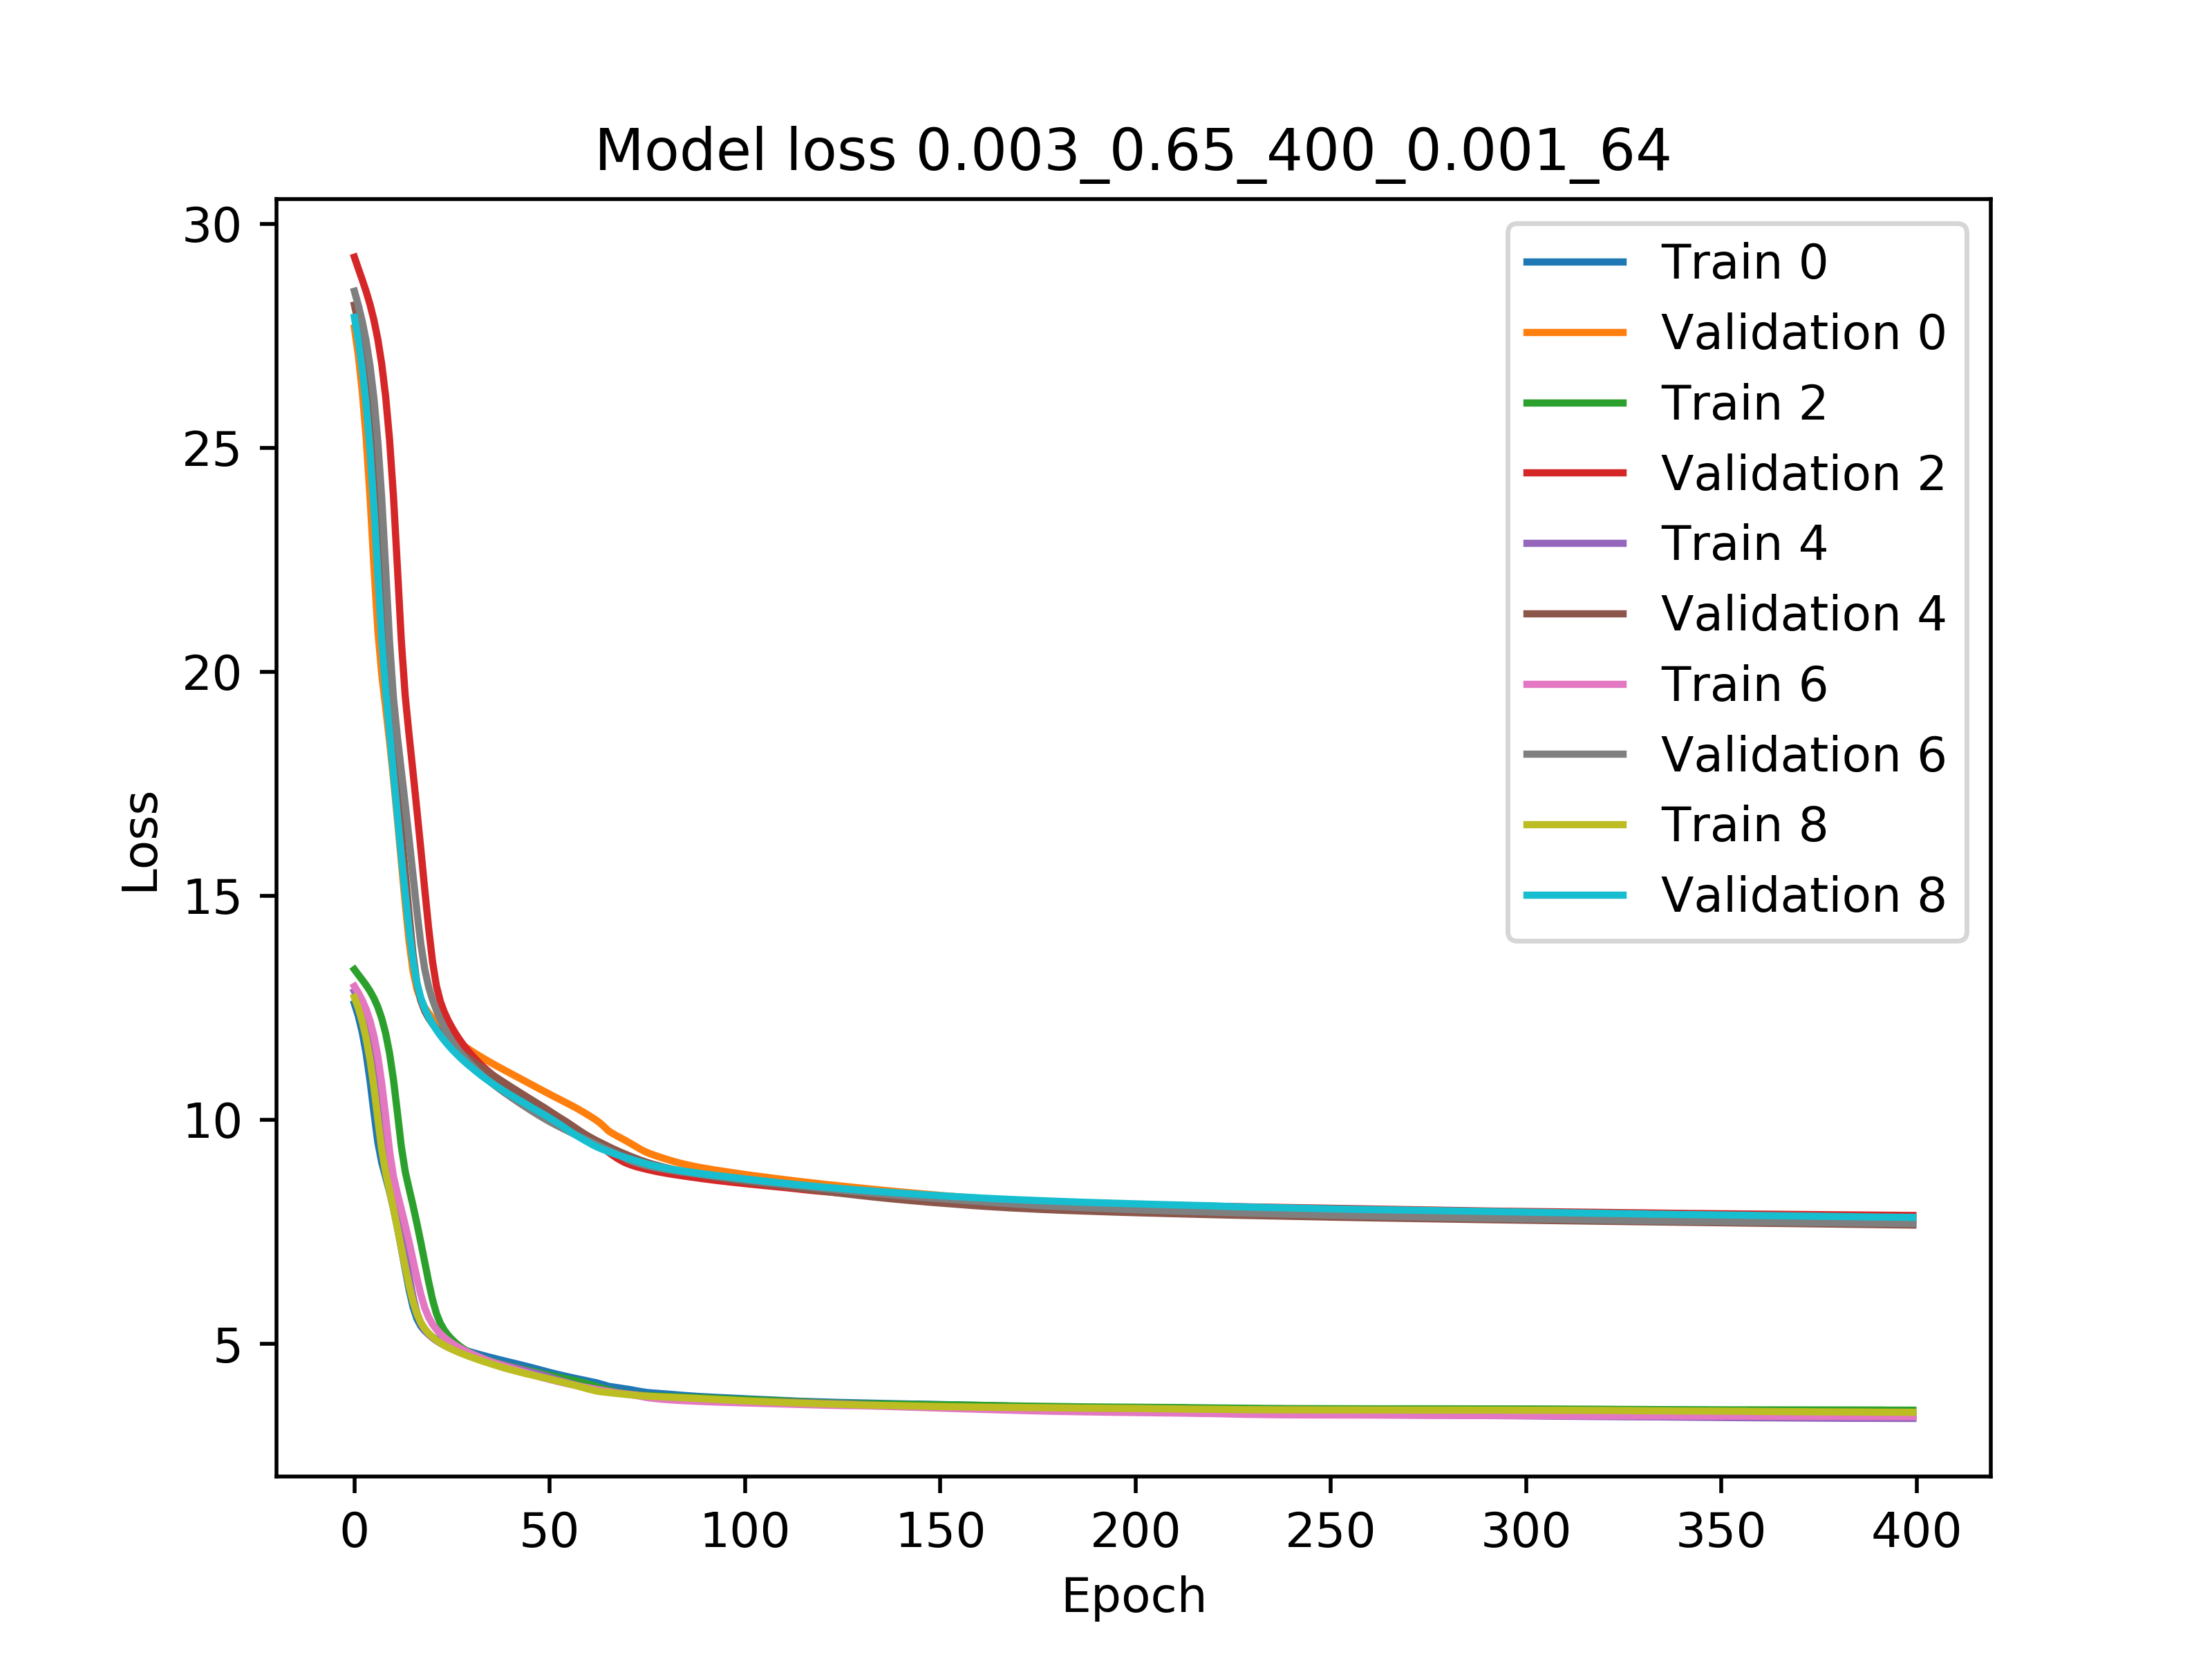 Model loss 0.003_0.65_400_0.001_64
30
25
20
15
10
5
Loss
Train 0
Validation 0
Train 2
Validation 2
Train 4
Validation 4
Train 6
Validation 6
Train 8
Validation 8
0 50 100 150 200 250 300 350 400
Epoch